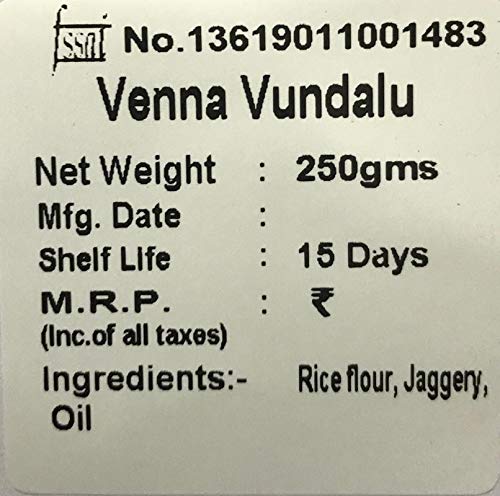 fssai No.13619011001483
Venna Vundalu
Net Weight : 250gms
Mfg. Date :
Shelf Life : 15 Days
M.R.P. : ₹
(Inc.of all taxes)
Ingredients:- Rice flour, Jaggery,
Oil